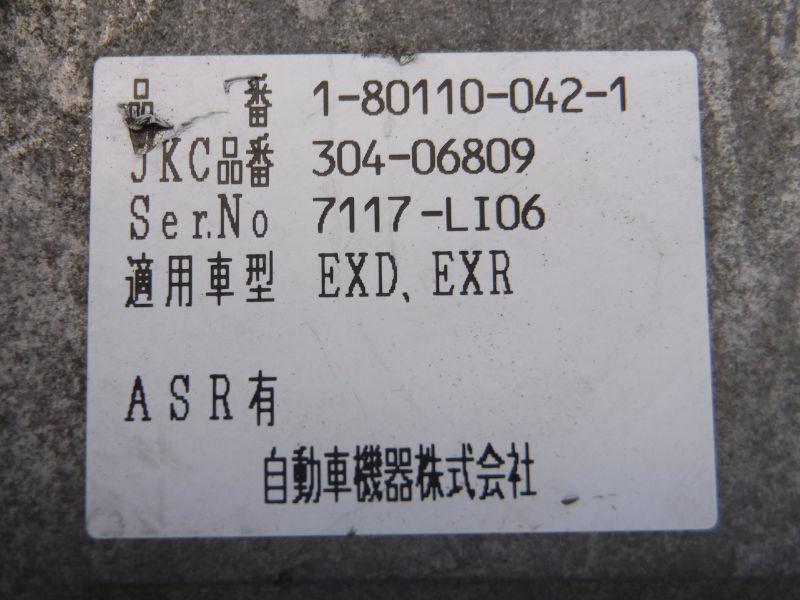 品番 1-80110-042-1
JKC品番 304-06809
Ser.No 7117-LI06
適用車型 EXD、EXR
ASR有
自動車機器株式会社